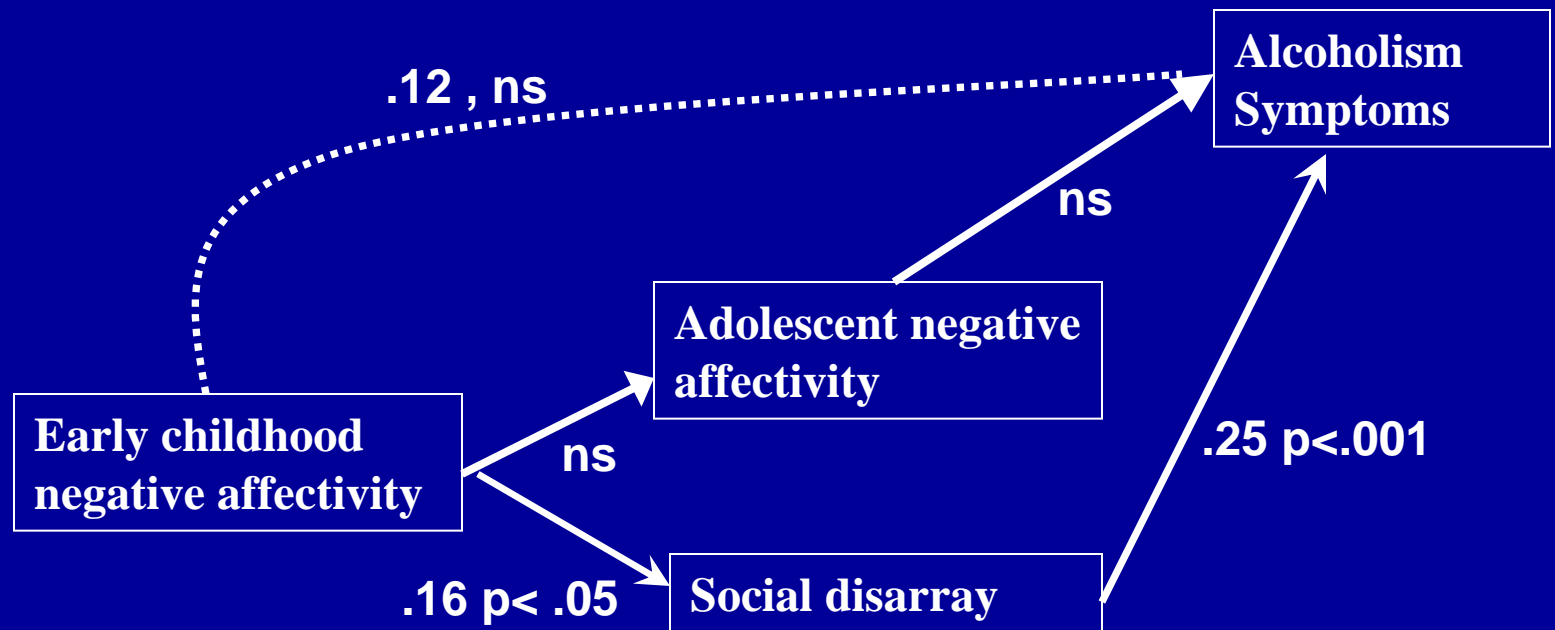 Alcoholism
Symptoms
.12 , ns
ns
Adolescent negative
affectivity
Early childhood
negative affectivity
ns
.25 p<.001
.16 p< .05
Social disarray